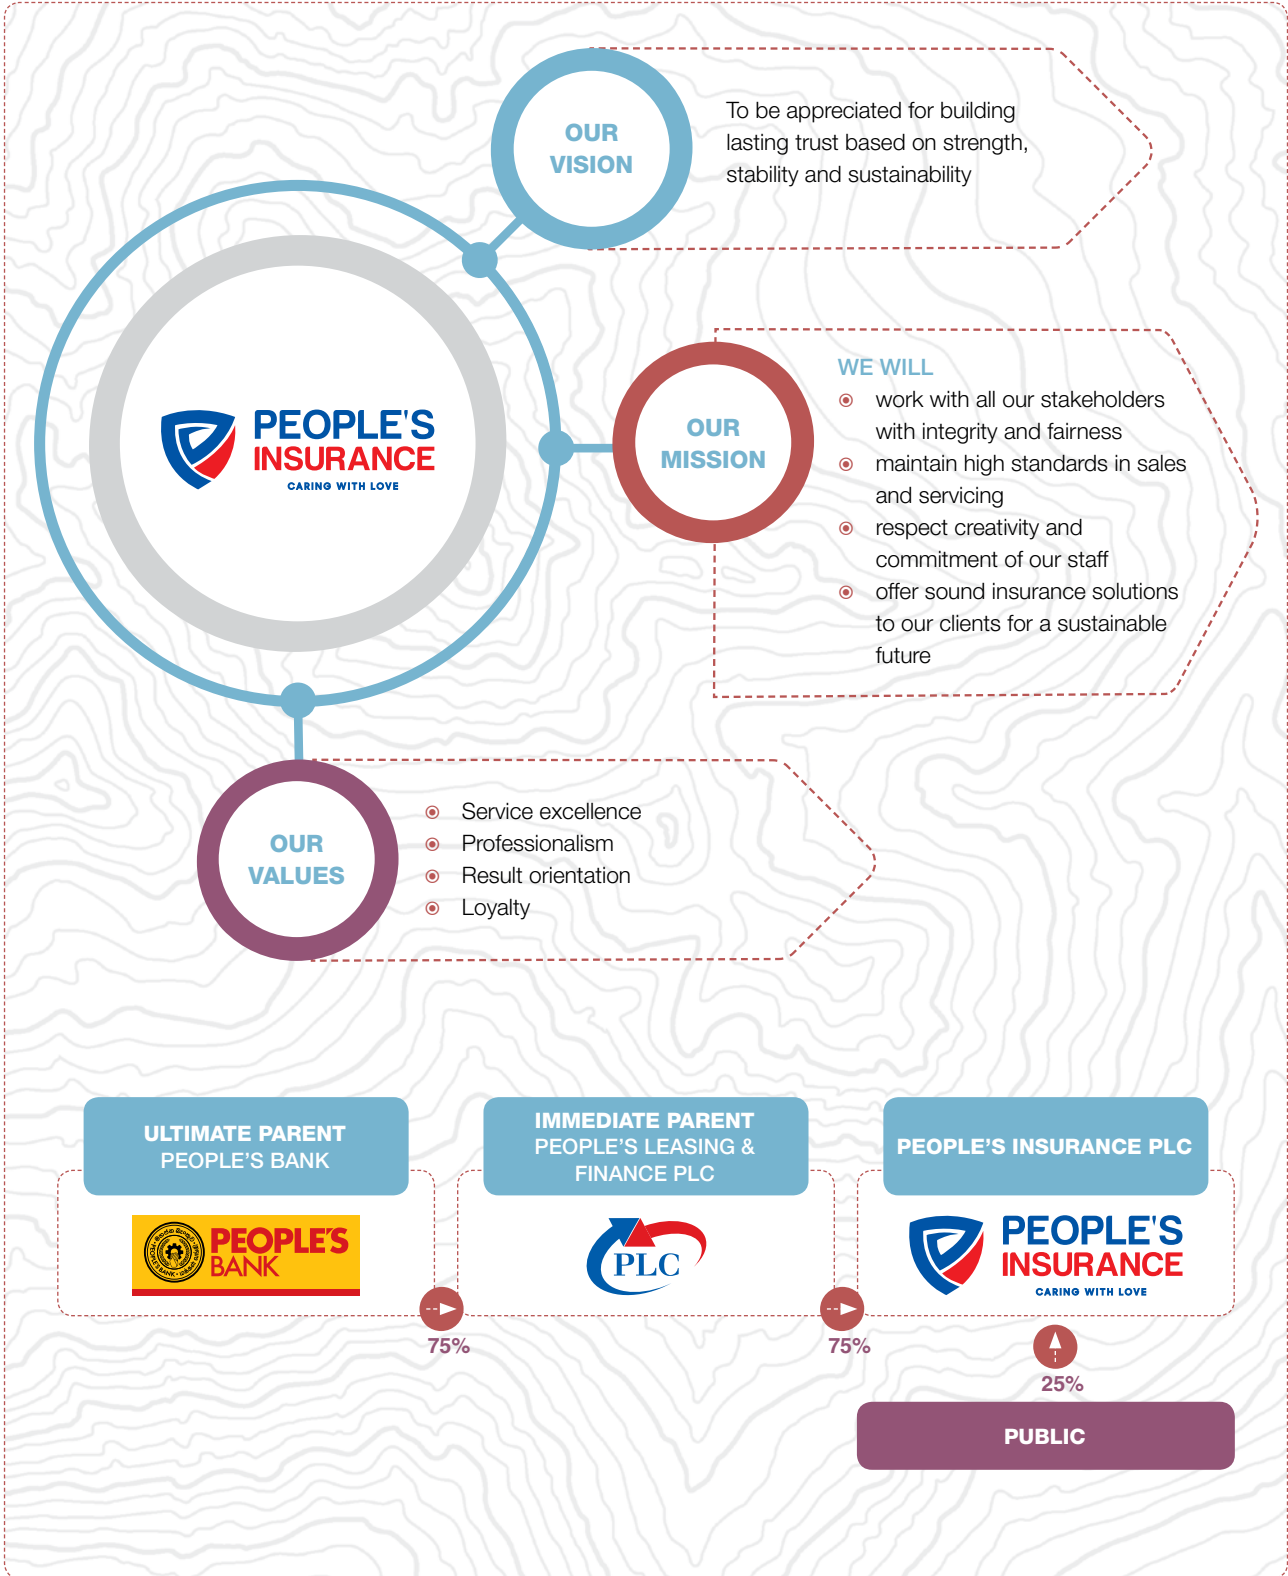 OUR
VISION
To be appreciated for building
lasting trust based on strength,
stability and sustainability
PEOPLE'S
INSURANCE
CARING WITH LOVE
OUR
MISSION
WE WILL
work with all our stakeholders
with integrity and fairness
maintain high standards in sales
and servicing
respect creativity and
commitment of our staff
offer sound insurance solutions
to our clients for a sustainable
future
OUR
VALUES
Service excellence
Professionalism
Result orientation
Loyalty
ULTIMATE PARENT
PEOPLE'S BANK
IMMEDIATE PARENT
PEOPLE'S LEASING &
FINANCE PLC
PEOPLE'S INSURANCE PLC
PEOPLE'S
BANK
PLC
PEOPLE'S
INSURANCE
CARING WITH LOVE
75%
75%
25%
PUBLIC